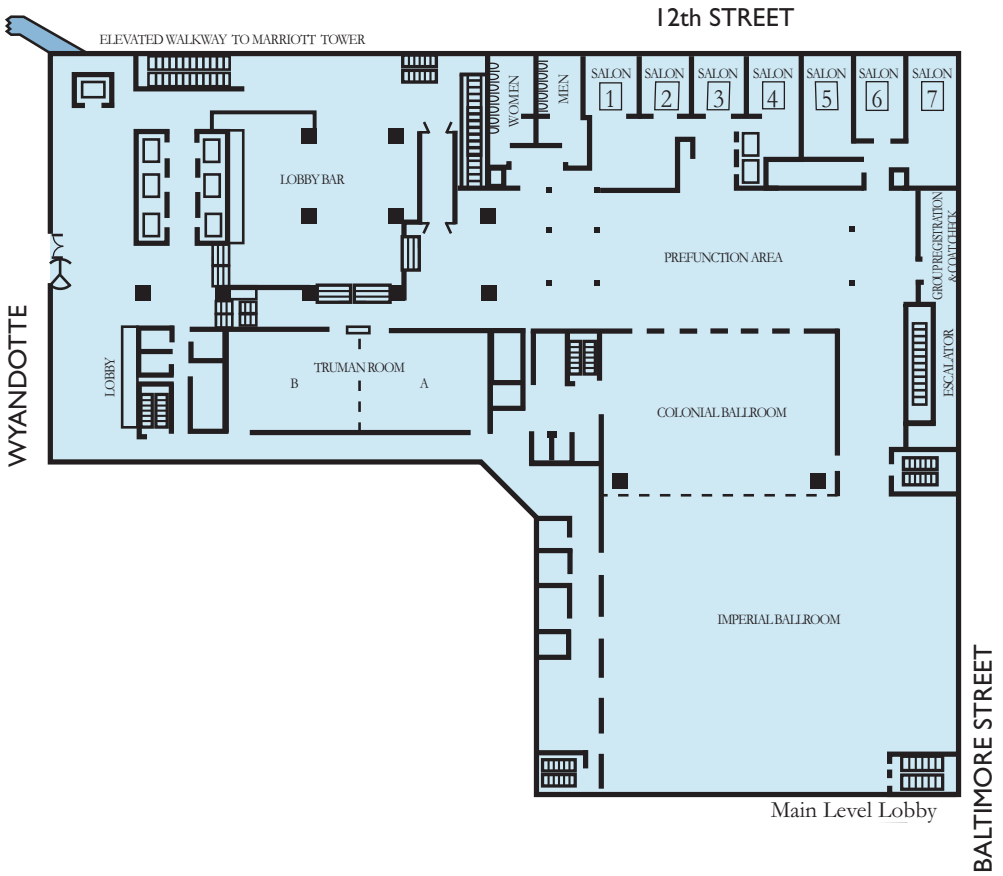 12th STREET
ELEVATED WALKWAY TO MARRIOTT TOWER
WOMEN
MEN
SALON
1
SALON
2
SALON
3
SALON
4
SALON
5
SALON
6
SALON
7
LOBBY BAR
PREFUNCTION AREA
GROUP REGISTRATION
& COAT CHECK
WYANDOTTE
LOBBY
TRUMAN ROOM
B
A
ESCALATOR
COLONIAL BALLROOM
IMPERIAL BALLROOM
BALTIMORE STREET
Main Level Lobby